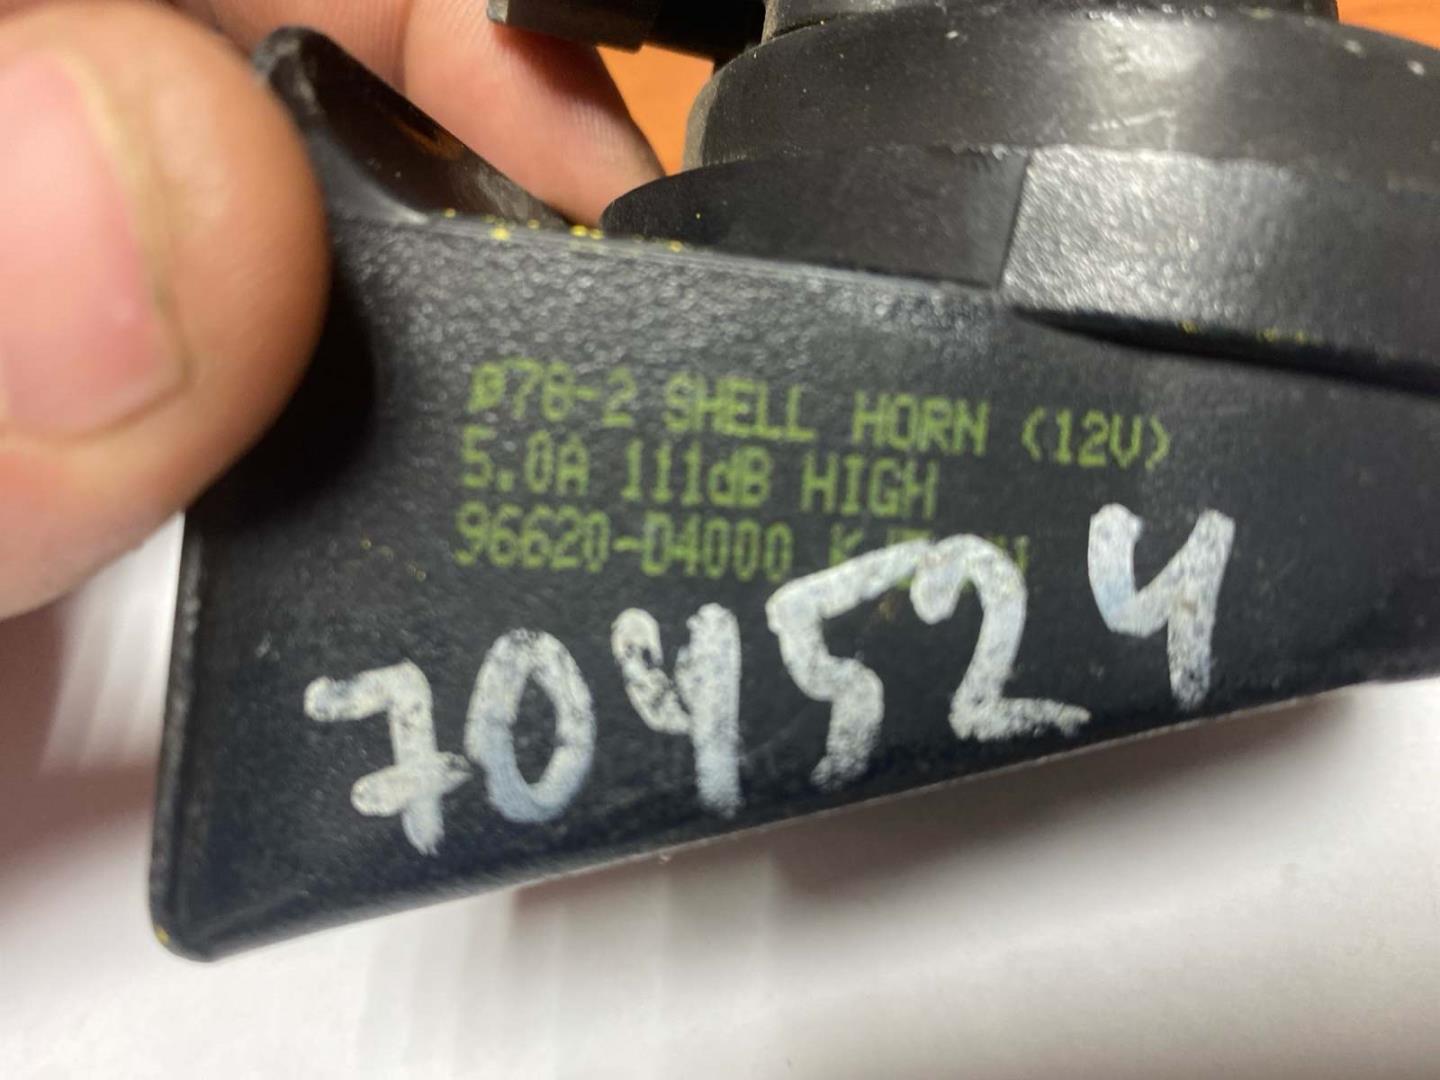 ø78-2 SHELL HORN (12V)
5.0A 111dB HIGH
96620-D4000
704524